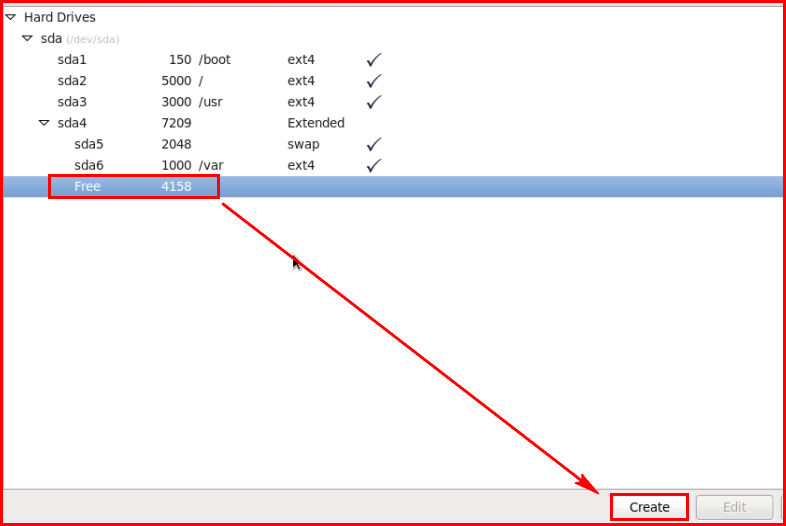 Hard Drives
sda (/dev/sda)
sda1 150 /boot ext4
sda2 5000 / ext4
sda3 3000 /usr ext4
sda4 7209 Extended
sda5 2048 swap
sda6 1000 /var ext4
Free 4158
Create Edit